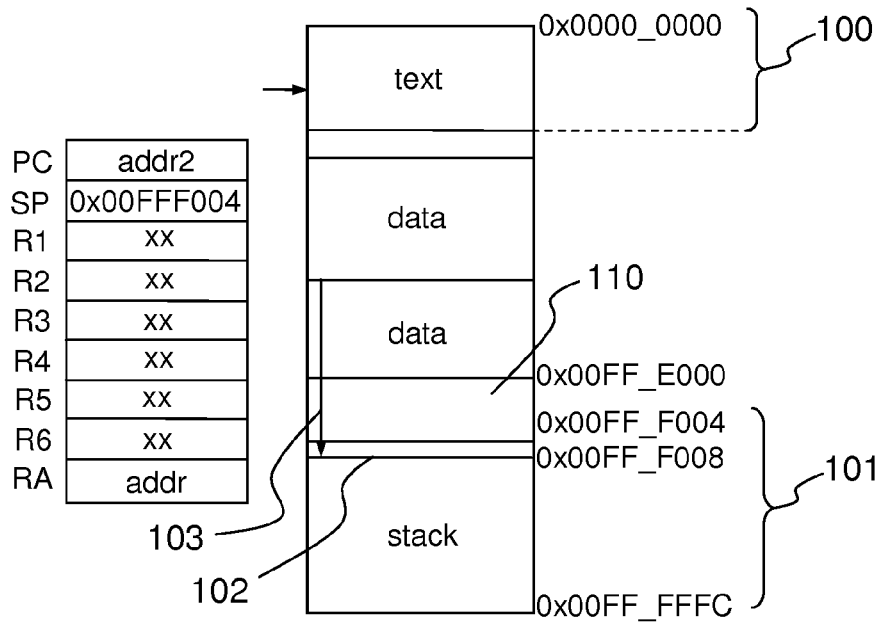 0x0000_0000
100
text
PC addr2
SP 0x00FFF004
data
R1 xx
R2 xx
110
R3 xx
data
R4 xx
0x00FF_E000
R5 xx
0x00FF_F004
R6 xx
0x00FF_F008
101
RA addr
103
stack
102
0x00FF_FFFC